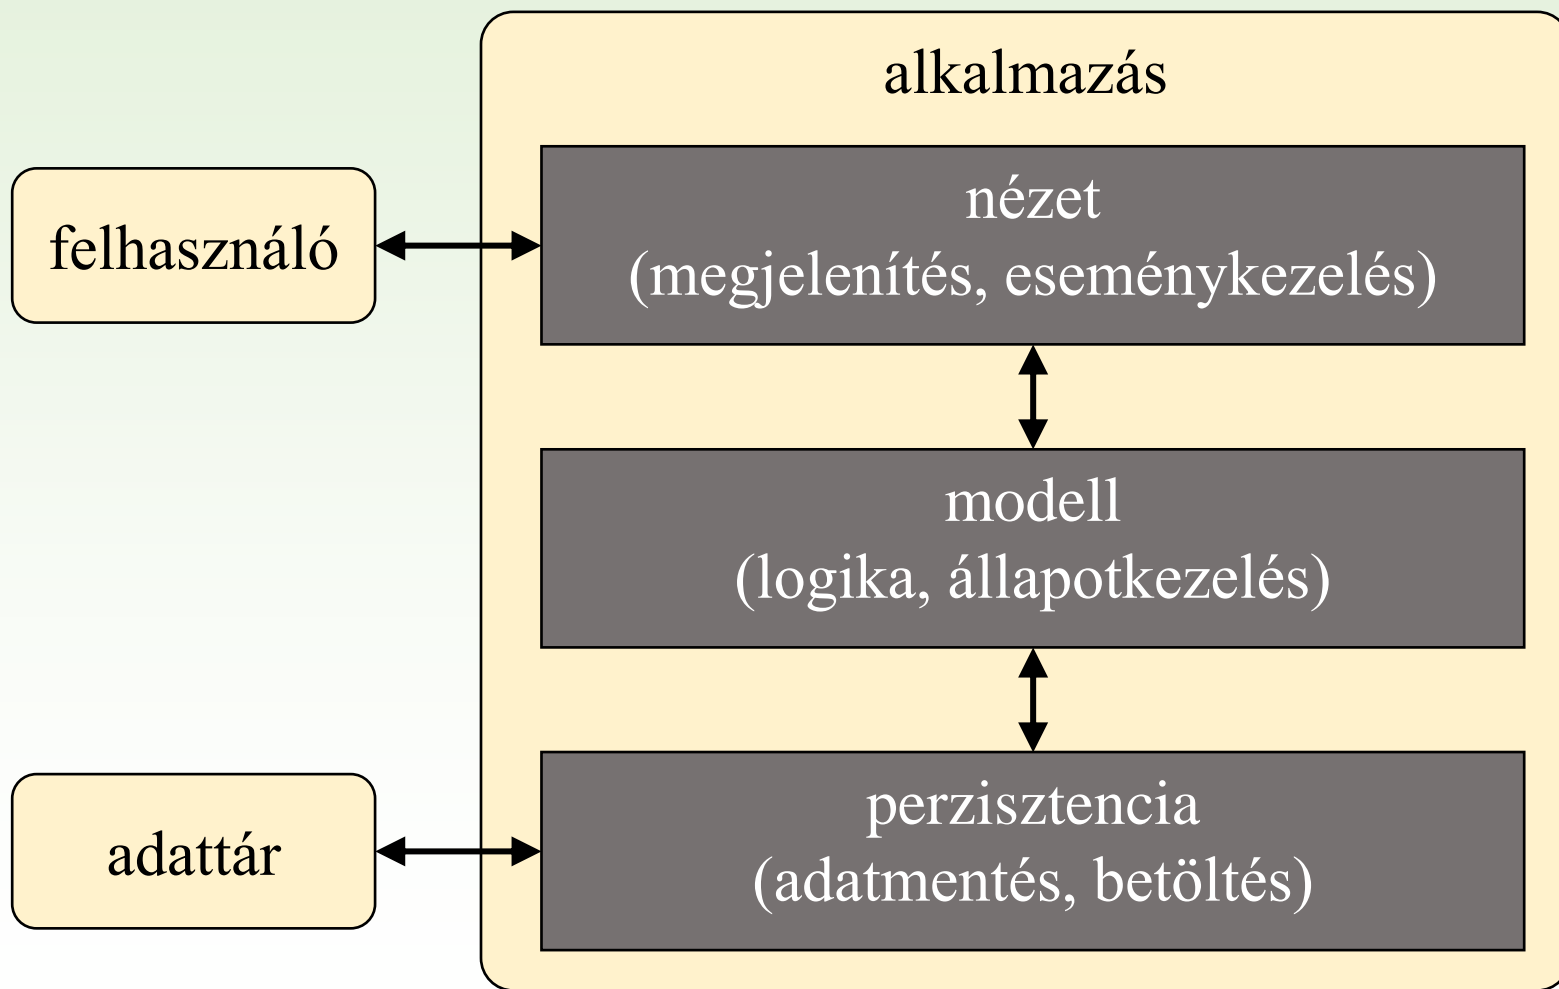 alkalmazás
felhasználó
nézet
(megjelenítés, eseménykezelés)
modell
(logika, állapotkezelés)
adattár
perzisztencia
(adatmentés, betöltés)